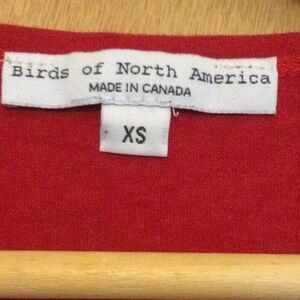 Birds of North America
MADE IN CANADA
XS